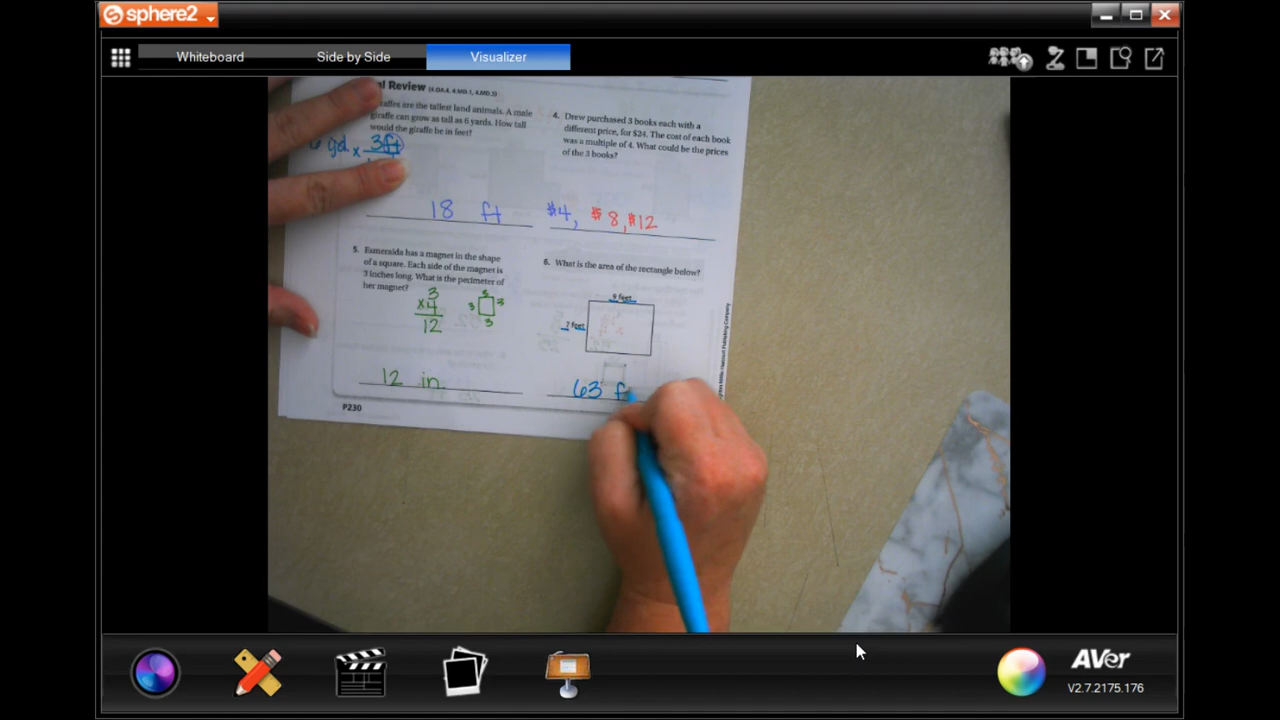 sphere2
Whiteboard
Side by Side
Visualizer
al Review (4.OA.4, 4.MD.1, 4.MD.3)
iraffes are the tallest land animals. A male
giraffe can grow as tall as 6 yards. How tall
would the giraffe be in feet?
yd. x 3ft
18 ft
4. Drew purchased 3 books each with a
different price, for $24. The cost of each book
was a multiple of 4. What could be the prices
of the 3 books?
$4, $8, $12
5. Esmeralda has a magnet in the shape
of a square. Each side of the magnet is
3 inches long. What is the perimeter of
her magnet?
3
x4
12
3
3 3
3
12 in.
6. What is the area of the rectangle below?
9 feet
7 feet
63 f
P230
AVer
V2.7.2175.176